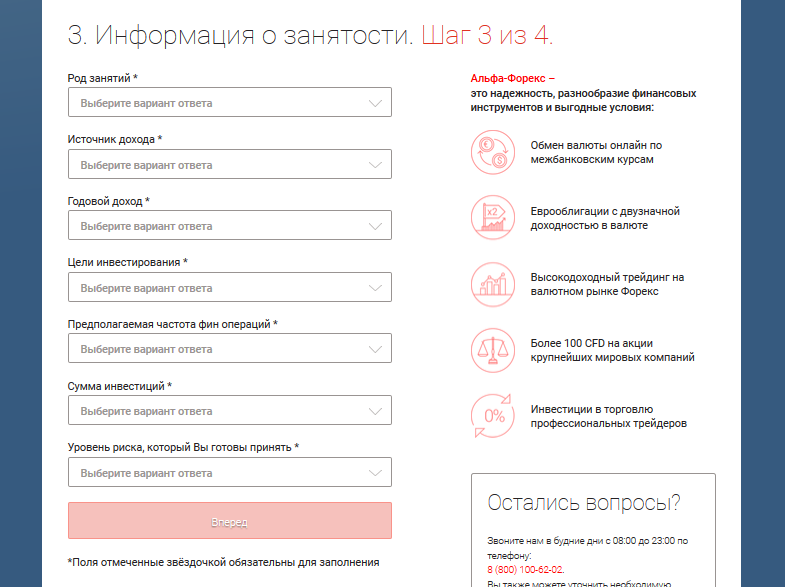 3. Информация о занятости. Шаг 3 из 4.
Род занятий *
Выберите вариант ответа
Источник дохода *
Выберите вариант ответа
Годовой доход *
Выберите вариант ответа
Цели инвестирования *
Выберите вариант ответа
Предполагаемая частота фин операций *
Выберите вариант ответа
Сумма инвестиций *
Выберите вариант ответа
Уровень риска, который Вы готовы принять *
Выберите вариант ответа
Вперед
*Поля отмеченные звёздочкой обязательны для заполнения
Альфа-Форекс –
это надежность, разнообразие финансовых
инструментов и выгодные условия:
€
$
Обмен валюты онлайн по
межбанковским курсам
x2
Еврооблигации с двузначной
доходностью в валюте
Высокодоходный трейдинг на
валютном рынке Форекс
Более 100 CFD на акции
крупнейших мировых компаний
0%
Инвестиции в торговлю
профессиональных трейдеров
Остались вопросы?
Звоните нам в будние дни с 08:00 до 23:00 по
телефону:
8 (800) 100-62-02.
Вы также можете уточнить необходимую